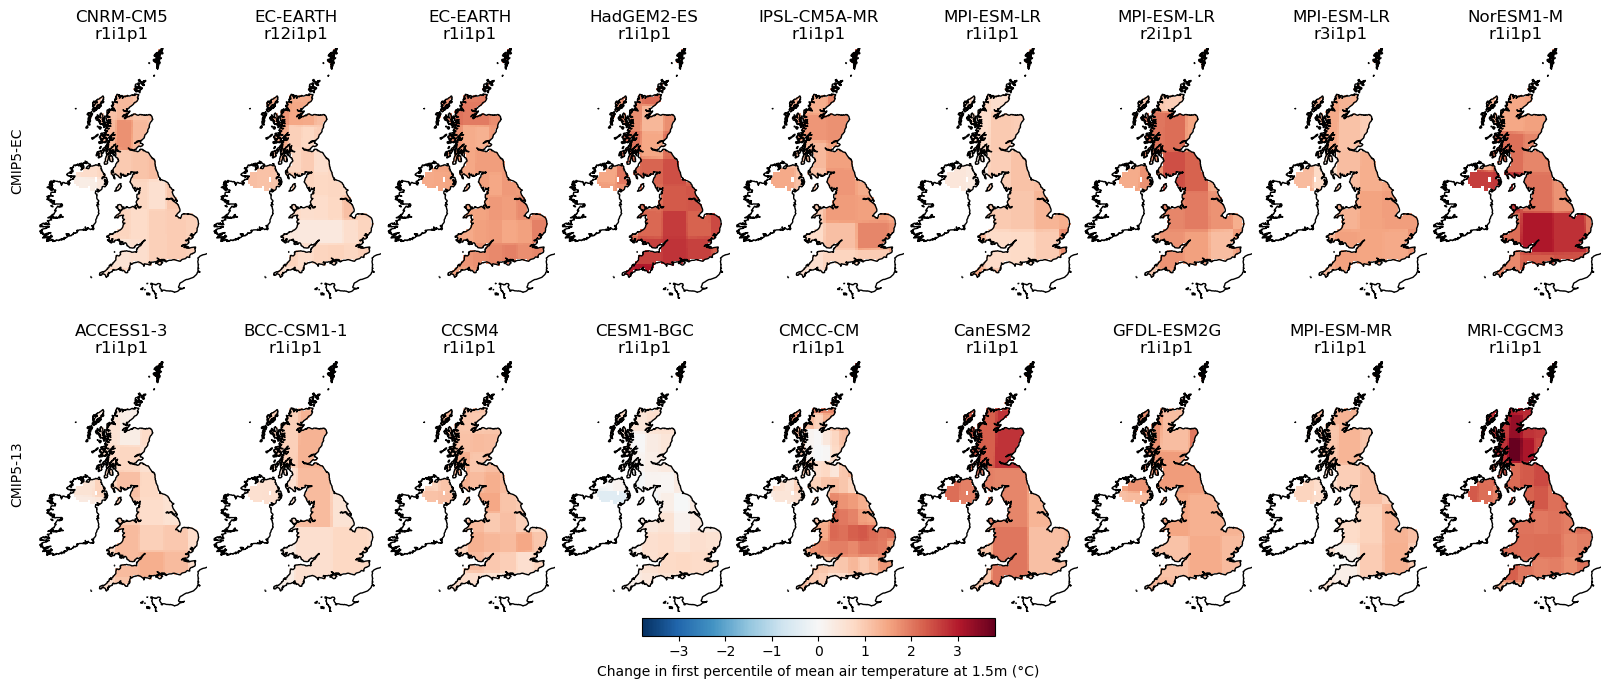 CNRM-CM5 EC-EARTH EC-EARTH HadGEM2-ES IPSL-CM5A-MR MPI-ESM-LR MPI-ESM-LR MPI-ESM-LR NorESM1-M
r1i1p1 r12i1p1 r1i1p1 r1i1p1 r1i1p1 r1i1p1 r2i1p1 r3i1p1 r1i1p1
CMIP5-EC
ACCESS1-3 BCC-CSM1-1 CCSM4 CESM1-BGC CMCC-CM CanESM2 GFDL-ESM2G MPI-ESM-MR MRI-CGCM3
r1i1p1 r1i1p1 r1i1p1 r1i1p1 r1i1p1 r1i1p1 r1i1p1 r1i1p1 r1i1p1
CMIP5-13
−3 −2 −1 0 1 2 3
Change in first percentile of mean air temperature at 1.5m (°C)